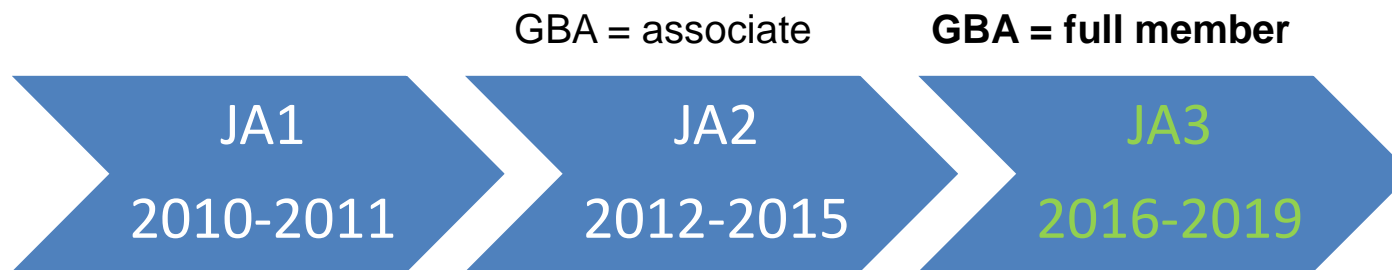 GBA = associate
GBA = full member
JA1
2010-2011
JA2
2012-2015
JA3
2016-2019